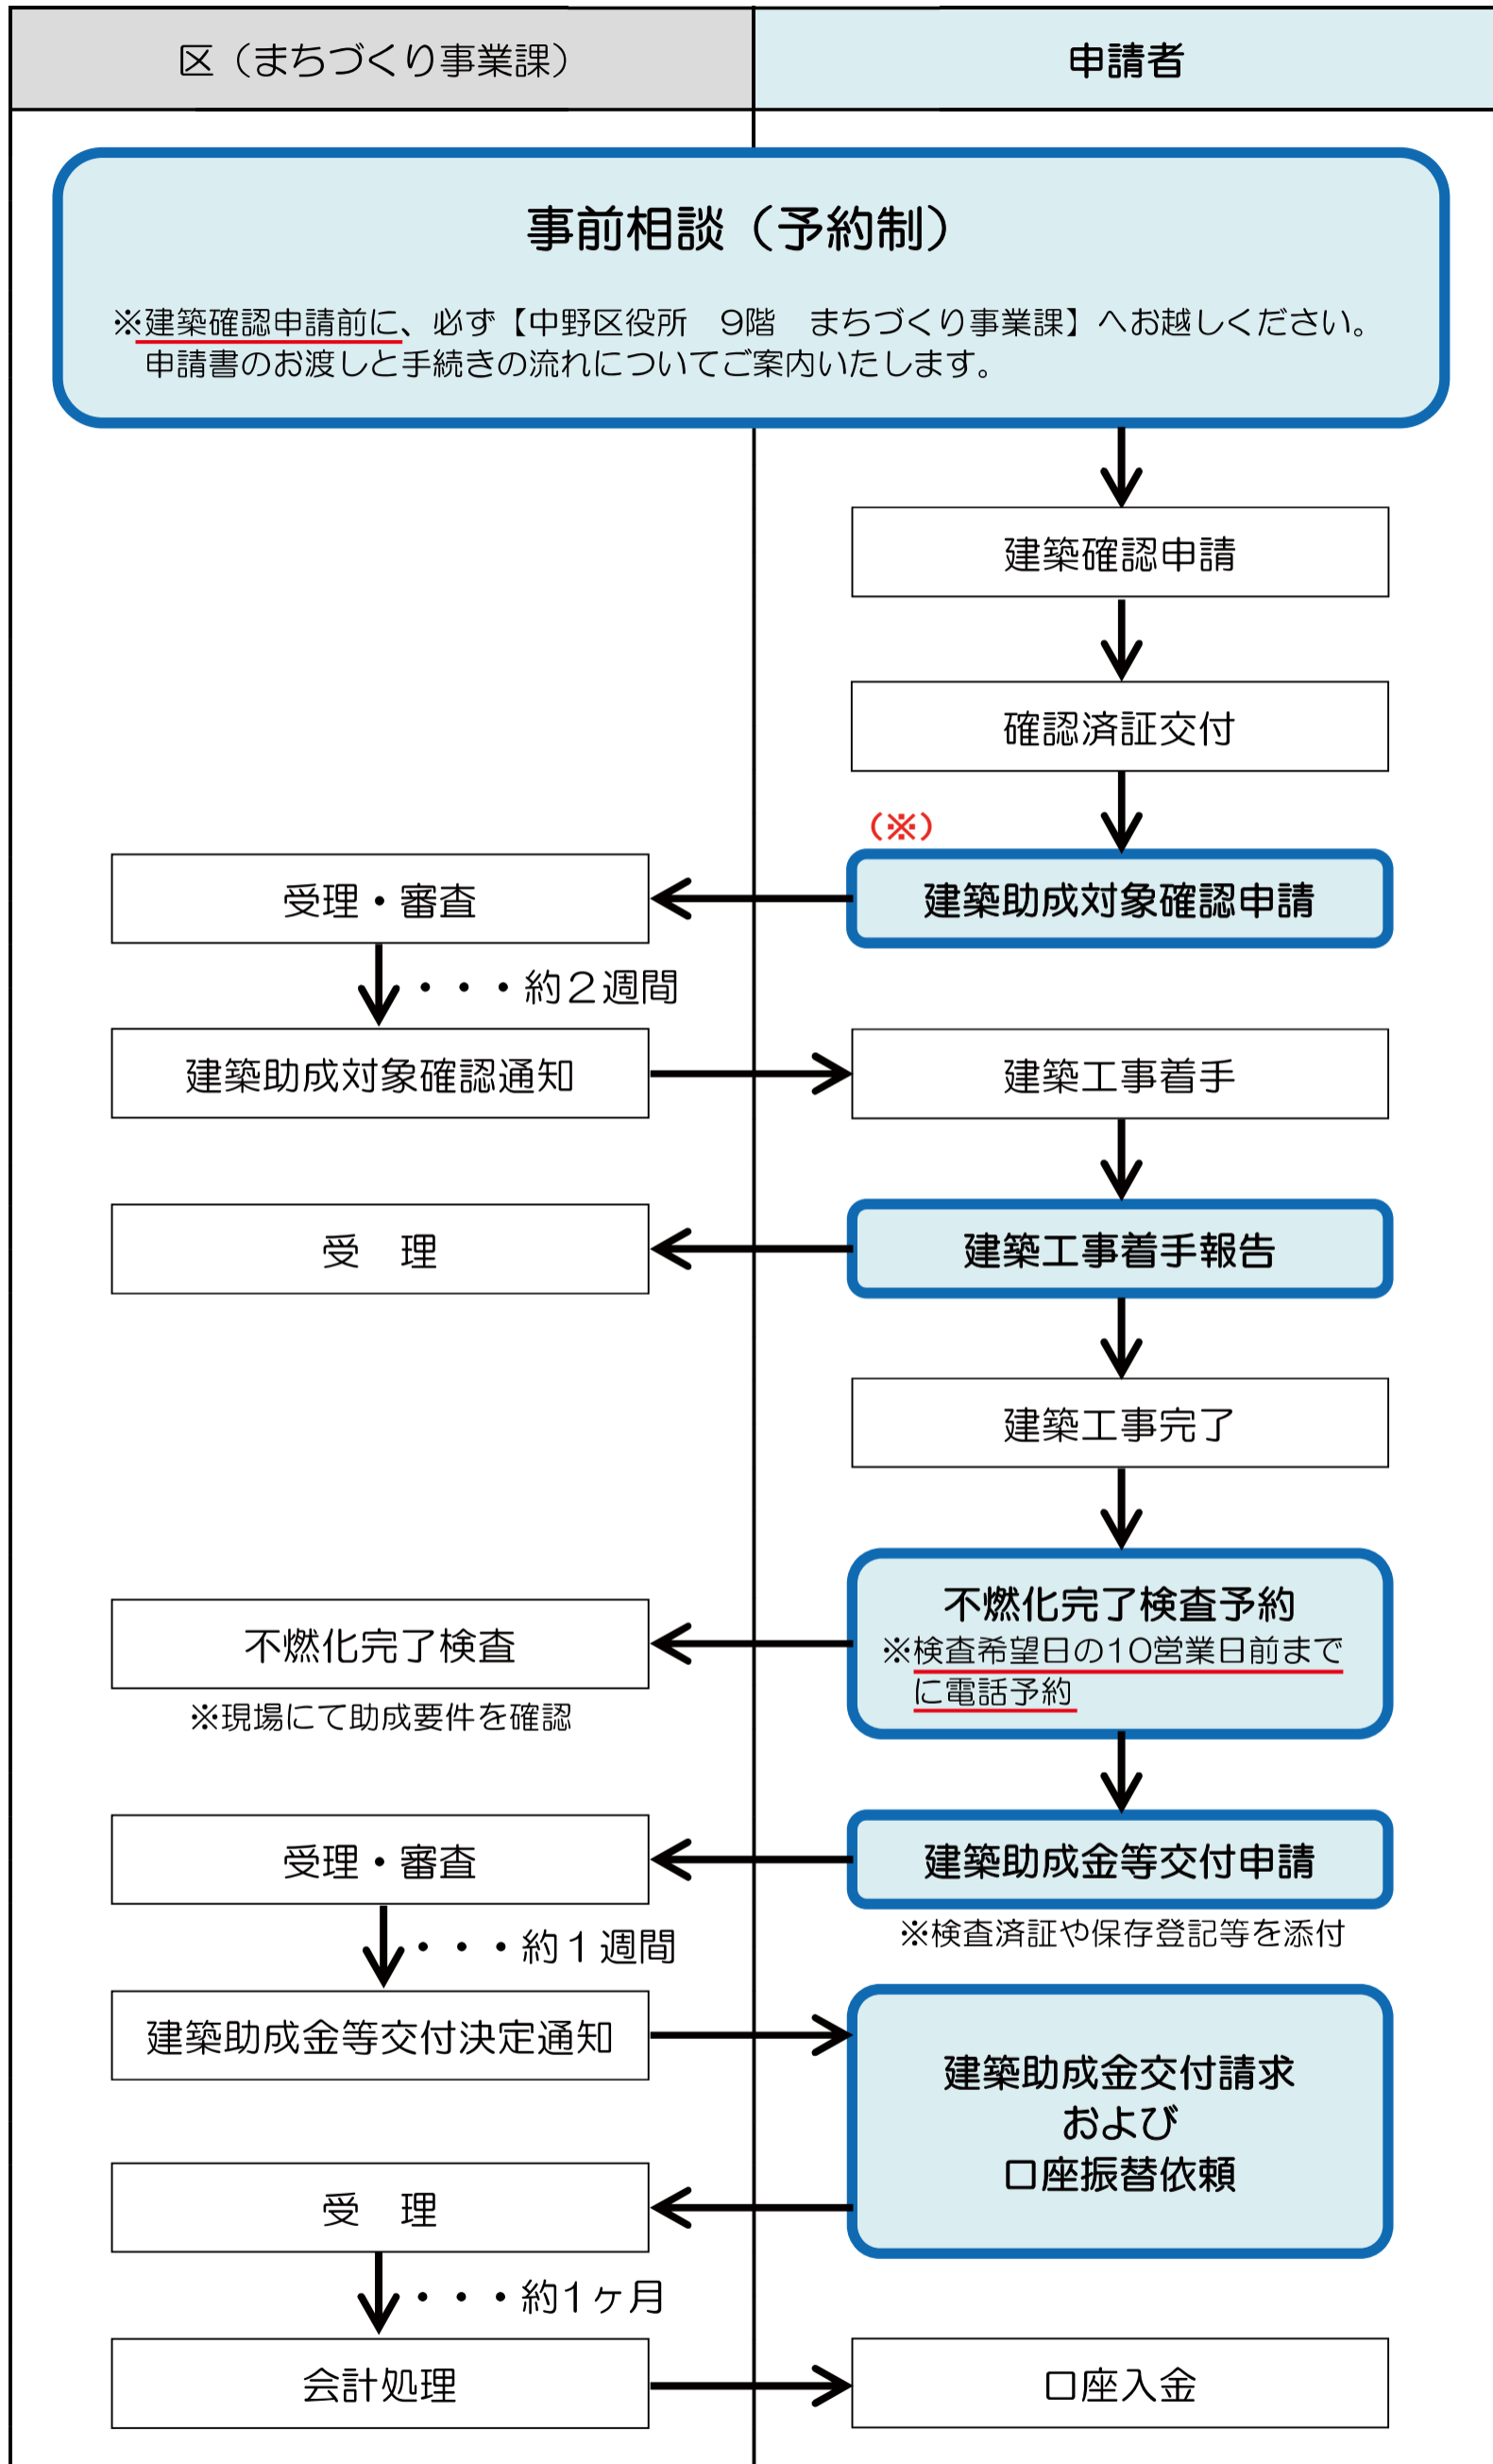 区（まちづくり事業課）
申請者
事前相談（予約制）
※建築確認申請前に、必ず【中野区役所　９階　まちづくり事業課】へお越しください。
申請書のお渡しと手続きの流れについてご案内いたします。
建築確認申請
確認済証交付
（※）
受理・審査
建築助成対象確認申請
・・・約２週間
建築助成対象確認通知
建築工事着手
受　理
建築工事着手報告
建築工事完了
不燃化完了検査予約
※検査希望日の10営業日前まで
に電話予約
不燃化完了検査
※現場にて助成要件を確認
受理・審査
建築助成金等交付申請
※検査済証や保存登記等を添付
・・・約１週間
建築助成金等交付決定通知
建築助成金交付請求
および
口座振替依頼
受　理
・・・約1ヶ月
会計処理
口座入金